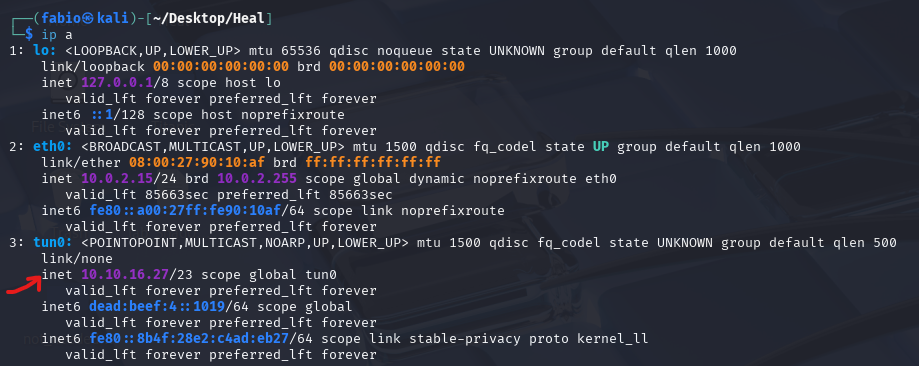 ┌──(fabio㉿kali)-[~/Desktop/Heal]
└─$ ip a
1: lo: <LOOPBACK,UP,LOWER_UP> mtu 65536 qdisc noqueue state UNKNOWN group default qlen 1000
    link/loopback 00:00:00:00:00:00 brd 00:00:00:00:00:00
    inet 127.0.0.1/8 scope host lo
       valid_lft forever preferred_lft forever
    inet6 ::1/128 scope host noprefixroute
       valid_lft forever preferred_lft forever
2: eth0: <BROADCAST,MULTICAST,UP,LOWER_UP> mtu 1500 qdisc fq_codel state UP group default qlen 1000
    link/ether 08:00:27:90:10:af brd ff:ff:ff:ff:ff:ff
    inet 10.0.2.15/24 brd 10.0.2.255 scope global dynamic noprefixroute eth0
       valid_lft 85663sec preferred_lft 85663sec
    inet6 fe80::a00:27ff:fe90:10af/64 scope link noprefixroute
       valid_lft forever preferred_lft forever
3: tun0: <POINTOPOINT,MULTICAST,NOARP,UP,LOWER_UP> mtu 1500 qdisc fq_codel state UNKNOWN group default qlen 500
    link/none
    inet 10.10.16.27/23 scope global tun0
       valid_lft forever preferred_lft forever
    inet6 dead:beef:4::1019/64 scope global
       valid_lft forever preferred_lft forever
    inet6 fe80::8b4f:28e2:c4ad:eb27/64 scope link stable-privacy proto kernel_ll
       valid_lft forever preferred_lft forever